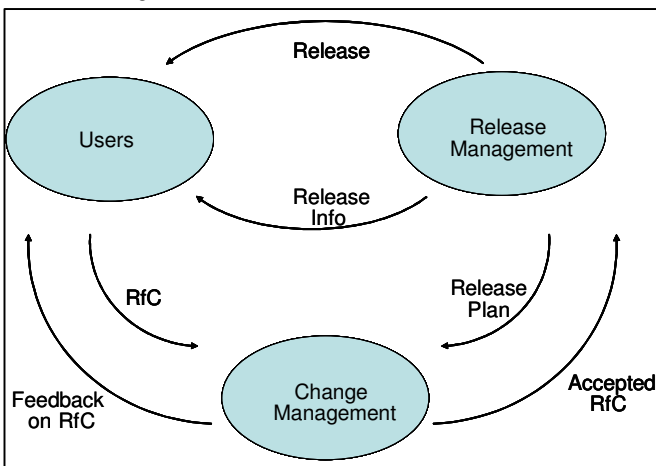 Release
Users
Release
Management
Release
Info
RfC
Release
Plan
Change
Management
Feedback
on RfC
Accepted
RfC